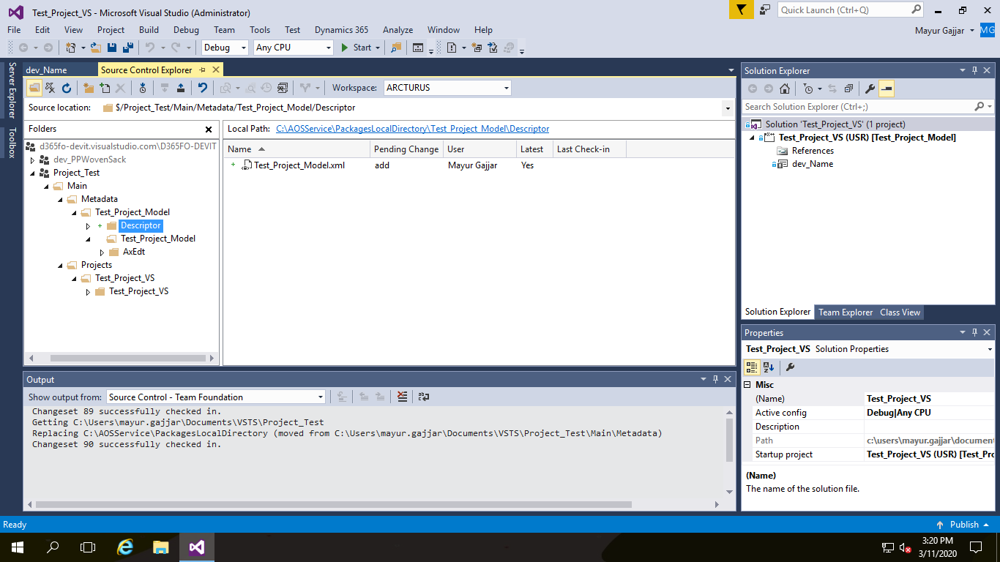 Test_Project_VS - Microsoft Visual Studio (Administrator)
Quick Launch (Ctrl+Q)
File Edit View Project Build Debug Team Tools Test Dynamics 365 Analyze Window Help
Mayur Gajjar
MG
Debug
Any CPU
Start
Server Explorer
Toolbox
dev_Name
Source Control Explorer
Workspace:
ARCTURUS
Source location:
$/Project_Test/Main/Metadata/Test_Project_Model/Descriptor
Folders
d365fo-devit.visualstudio.com\D365FO-DEVIT
dev_PPWovenSack
Project_Test
Main
Metadata
Test_Project_Model
Descriptor
Test_Project_Model
AxEdt
Projects
Test_Project_VS
Test_Project_VS
Local Path: C:\AOSService\PackagesLocalDirectory\Test_Project_Model\Descriptor
Name Pending Change User Latest Last Check-in
Test_Project_Model.xml add Mayur Gajjar Yes
Output
Show output from: Source Control - Team Foundation
Changeset 89 successfully checked in.
Getting C:\Users\mayur.gajjar\Documents\VSTS\Project_Test
Replacing C:\AOSService\PackagesLocalDirectory (moved from C:\Users\mayur.gajjar\Documents\VSTS\Project_Test\Main\Metadata)
Changeset 90 successfully checked in.
Solution Explorer
Search Solution Explorer (Ctrl+;)
Solution 'Test_Project_VS' (1 project)
Test_Project_VS (USR) [Test_Project_Model]
References
dev_Name
Solution Explorer Team Explorer Class View
Properties
Test_Project_VS Solution Properties
Misc
(Name) Test_Project_VS
Active config Debug|Any CPU
Description
Path c:\users\mayur.gajjar\document
Startup project Test_Project_VS (USR) [Test_Pro
(Name)
The name of the solution file.
Ready
Publish
3:20 PM
3/11/2020